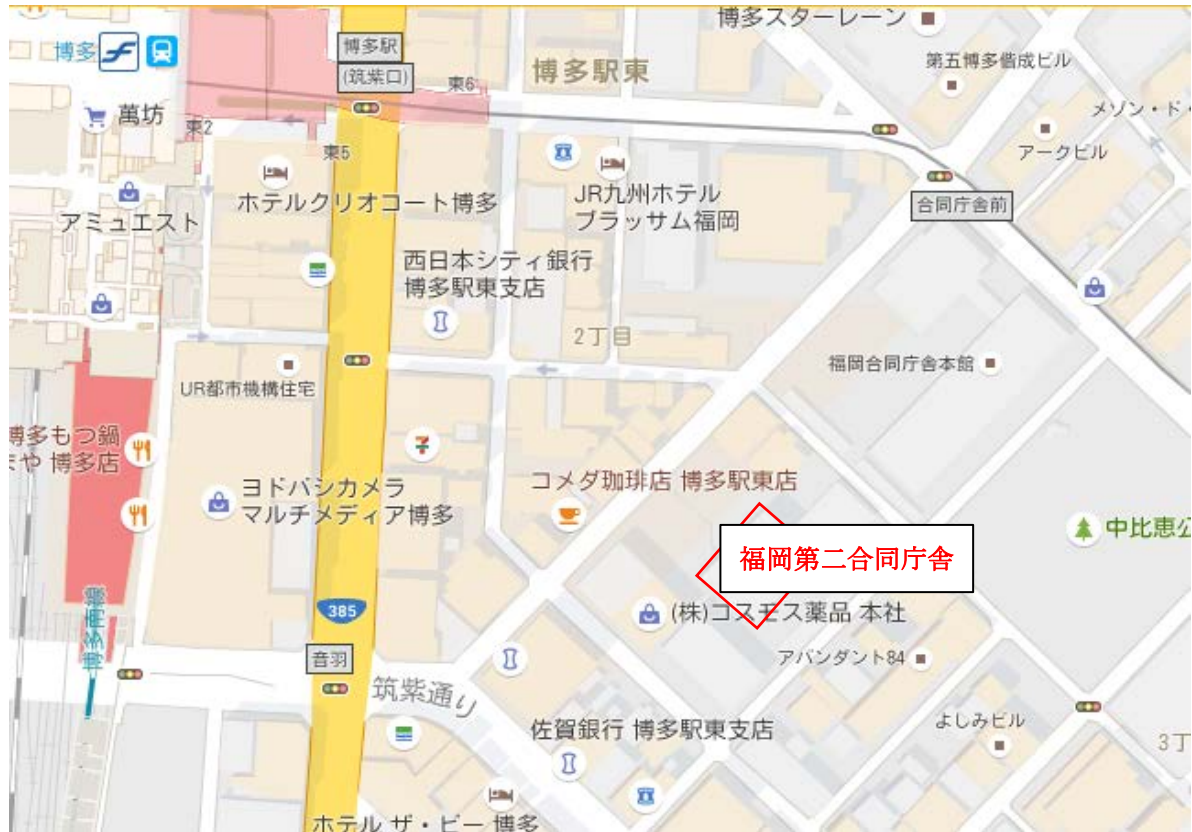 博多スターレーン
博多
博多駅
(筑紫口)
博多駅東
第五博多偕成ビル
東6
萬坊
東2
メゾン・ド・
東5
アークビル
ホテルクリオコート博多
JR九州ホテル
ブラッサム福岡
合同庁舎前
アミュエスト
西日本シティ銀行
博多駅東支店
2丁目
福岡合同庁舎本館
UR都市機構住宅
博多もつ鍋
まや 博多店
コメダ珈琲店 博多駅東店
ヨドバシカメラ
マルチメディア博多
中比恵公
福岡第二合同庁舎
385
(株)コスモス薬品 本社
博多南線
音羽
アバンダント84
筑紫通り
佐賀銀行 博多駅東支店
よしみビル
3丁
ホテル ザ・ビー 博多